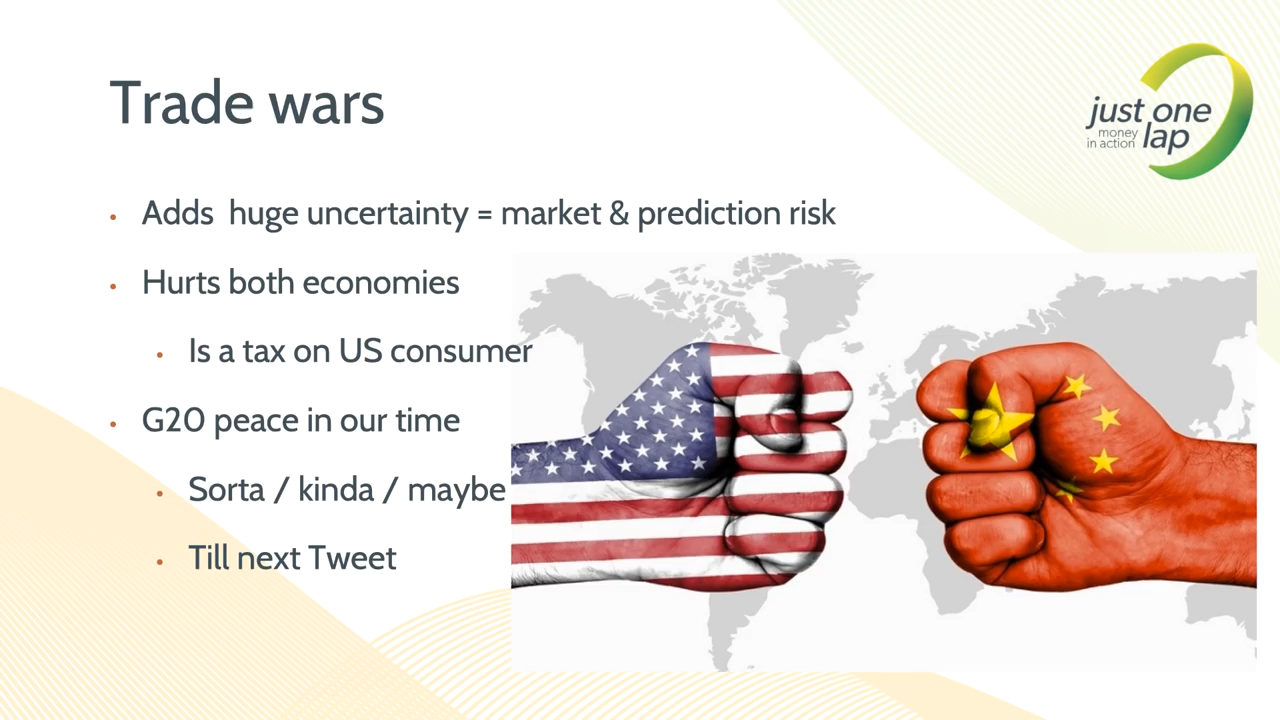 Trade wars
just one
money
in action lap
• Adds  huge uncertainty = market & prediction risk
• Hurts both economies
• Is a tax on US consumer
• G20 peace in our time
• Sorta / kinda / maybe
• Till next Tweet